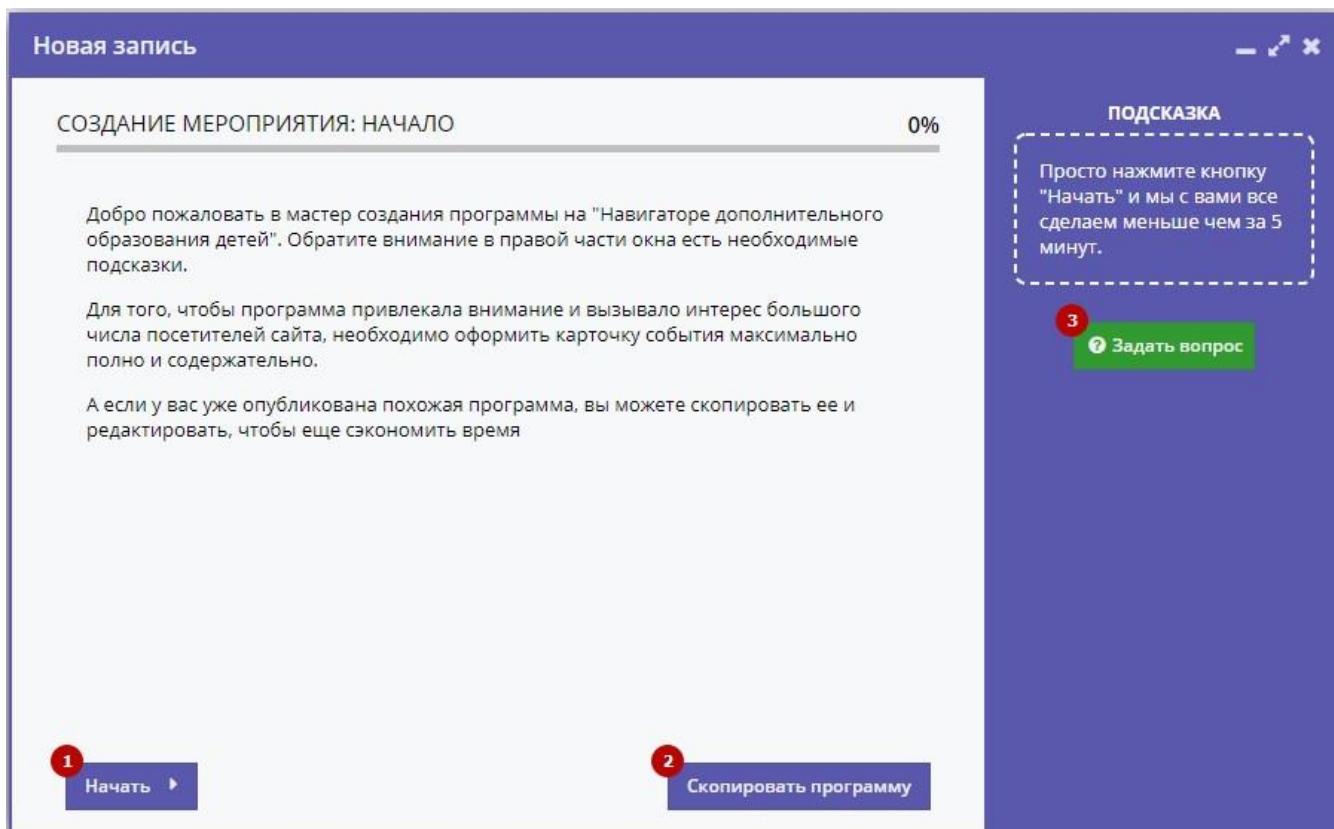 Новая запись
СОЗДАНИЕ МЕРОПРИЯТИЯ: НАЧАЛО
0%
Добро пожаловать в мастер создания программы на "Навигаторе дополнительного
образования детей". Обратите внимание в правой части окна есть необходимые
подсказки.
Для того, чтобы программа привлекала внимание и вызывало интерес большого
числа посетителей сайта, необходимо оформить карточку события максимально
полно и содержательно.
А если у вас уже опубликована похожая программа, вы можете скопировать ее и
редактировать, чтобы еще сэкономить время
1
Начать
2
Скопировать программу
ПОДСКАЗКА
Просто нажмите кнопку
"Начать" и мы с вами все
сделаем меньше чем за 5
минут.
3
? Задать вопрос